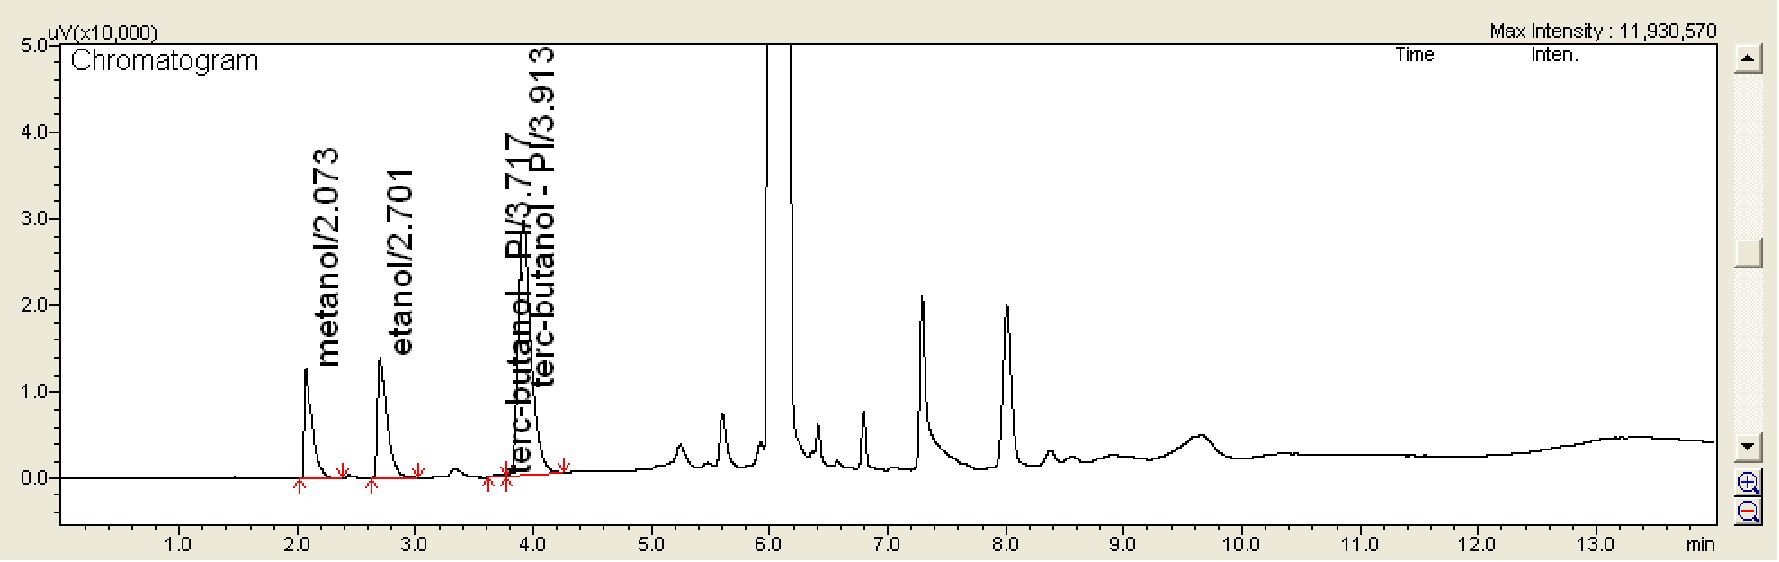 uV(x10,000)
Max Intensity : 11,930,570
Chromatogram
Time Inten.
5.0
4.0
3.0
2.0
1.0
0.0
metanol/2.073
etanol/2.701
terc-butanol - PI/3.717
terc-butanol - PI/3.913
1.0 2.0 3.0 4.0 5.0 6.0 7.0 8.0 9.0 10.0 11.0 12.0 13.0 min